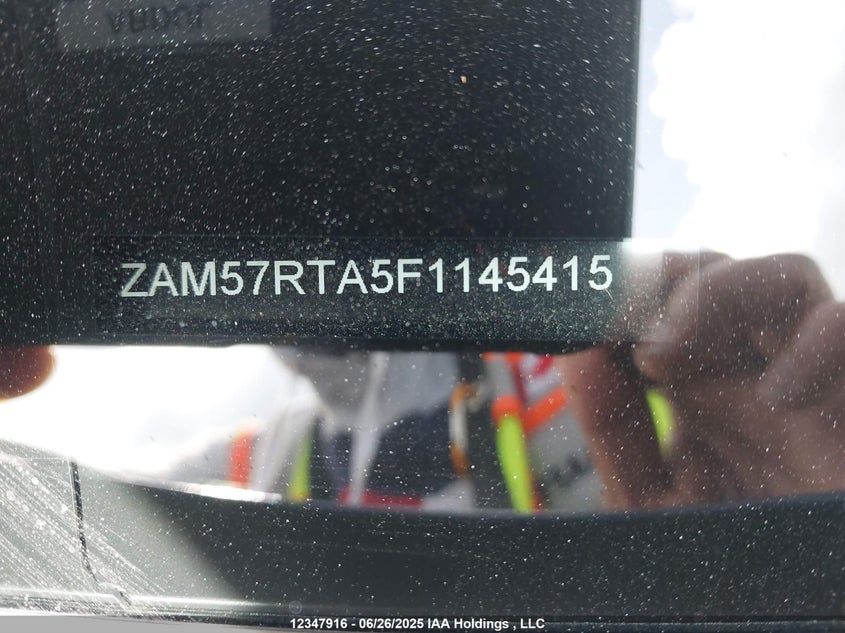 ZAM57RTA5F1145415
12347916 - 06/26/2025 IAA Holdings , LLC